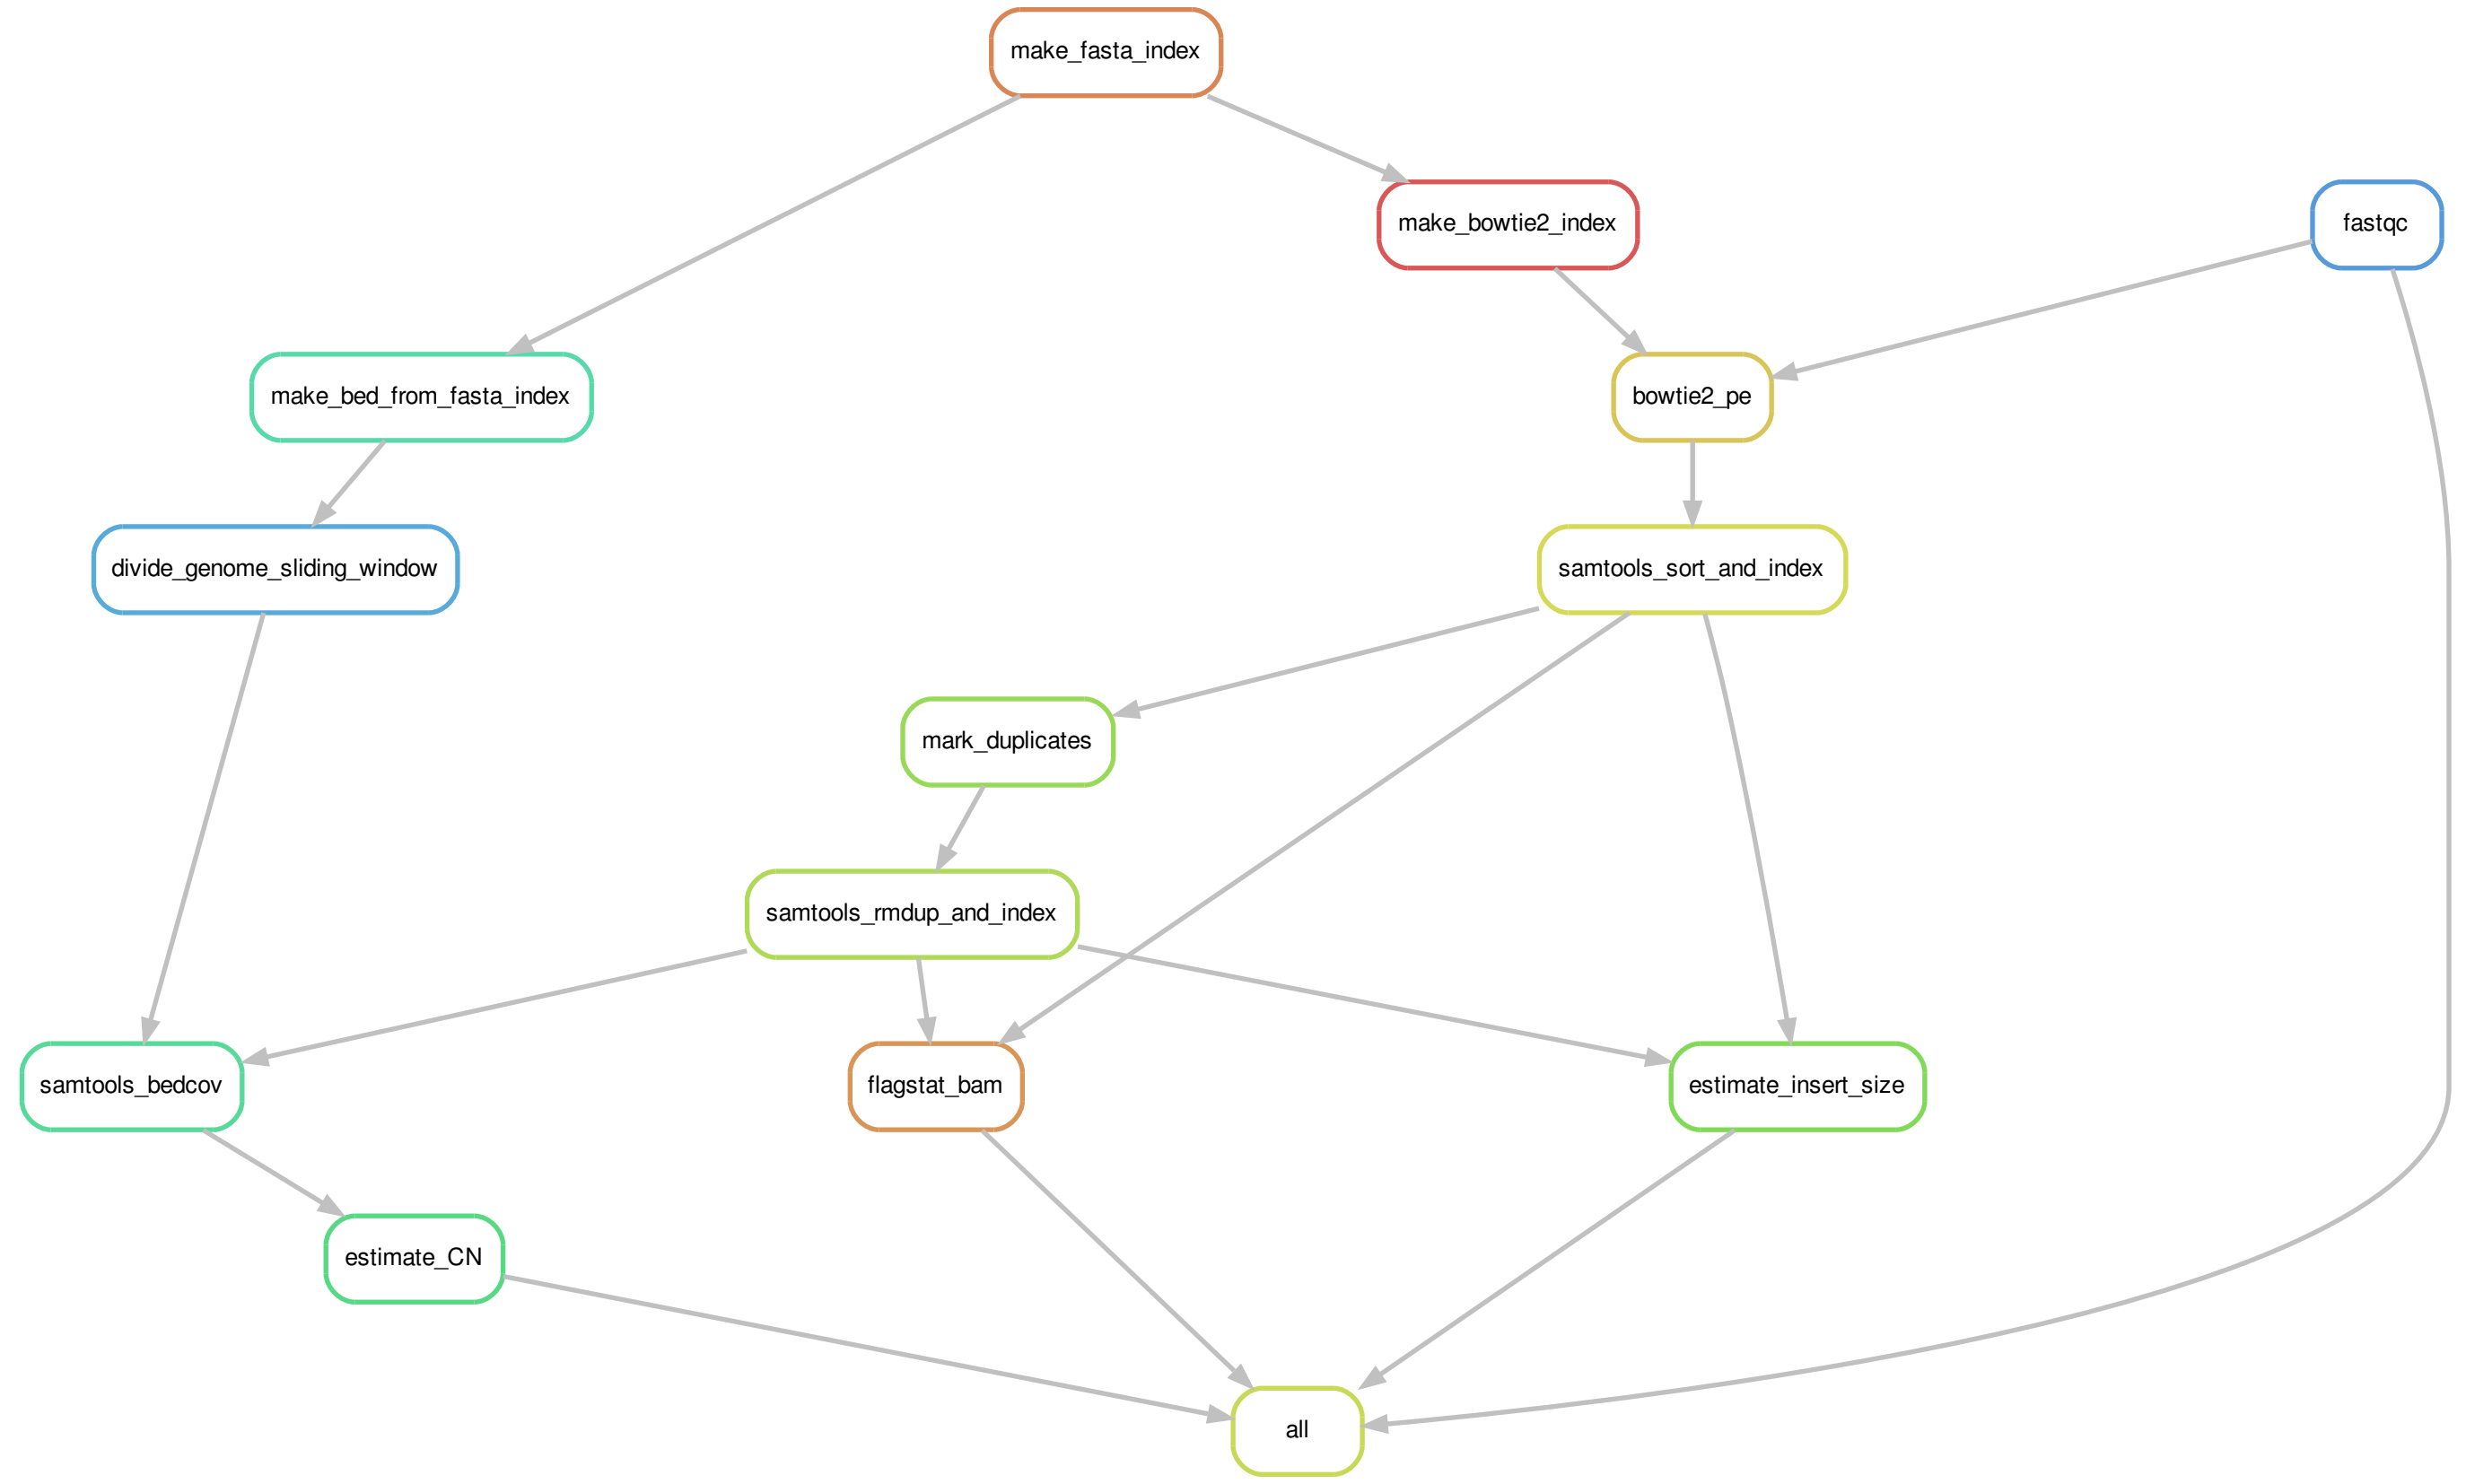 make_fasta_index
make_bowtie2_index
fastqc
make_bed_from_fasta_index
bowtie2_pe
divide_genome_sliding_window
samtools_sort_and_index
mark_duplicates
samtools_rmdup_and_index
samtools_bedcov
flagstat_bam
estimate_insert_size
estimate_CN
all